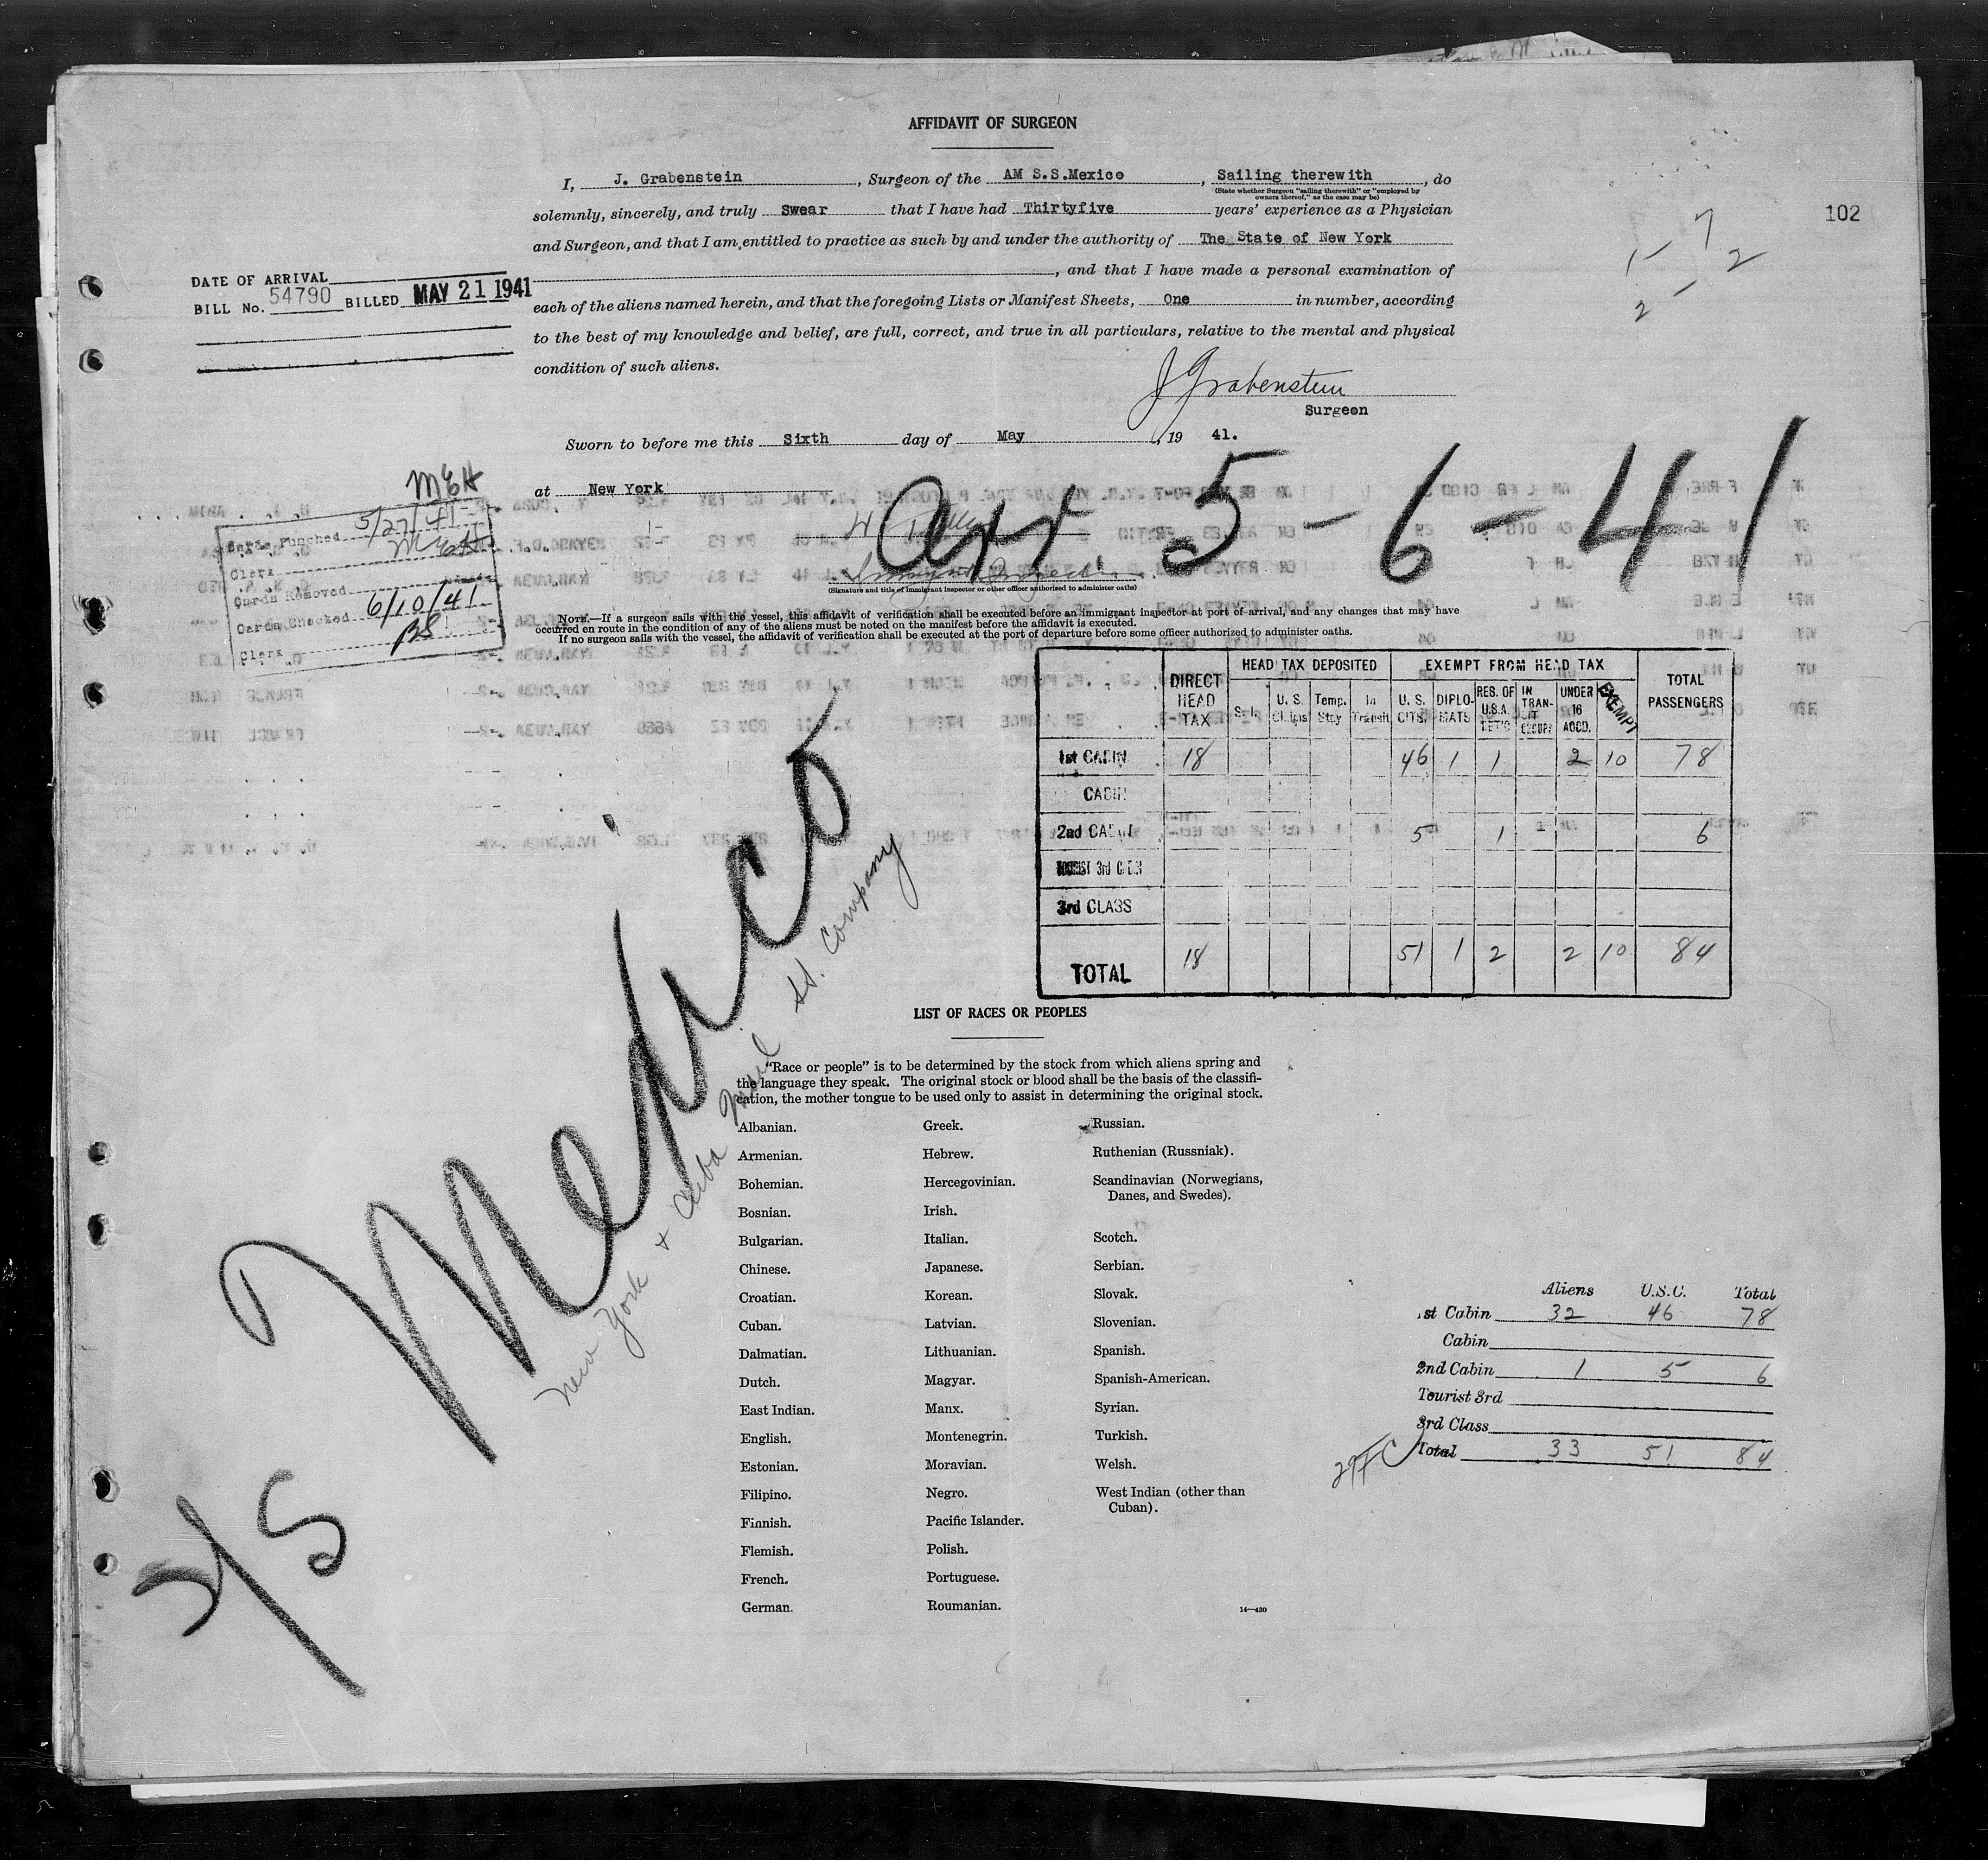 AFFIDAVIT OF SURGEON
I, J. Grabenstein, Surgeon of the AM S.S.Mexico, Sailing therewith, do
(State whether Surgeon "sailing therewith" or "employed by
owners thereof," as the case may be)
solemnly, sincerely, and truly Swear that I have had Thirtyfive years' experience as a Physician
and Surgeon, and that I am entitled to practice as such by and under the authority of The State of New York
, and that I have made a personal examination of
each of the aliens named herein, and that the foregoing Lists or Manifest Sheets, One in number, according
to the best of my knowledge and belief, are full, correct, and true in all particulars, relative to the mental and physical
condition of such aliens.
102
7
1- 2
2-
DATE OF ARRIVAL
BILL No. 54790 BILLED MAY 21 1941
J Grabenstein
Surgeon
Sworn to before me this Sixth day of May, 19 41.
at New York
Arr 5-6-41
MEH
Cards Punched 5/27/41
Clerk MEH
Cards Removed
Cards Checked 6/10/41
Clerk BS
(Signature and title of immigrant inspector or other officer authorized to administer oaths)
NOTE.—If a surgeon sails with the vessel, this affidavit of verification shall be executed before an immigrant inspector at port of arrival, and any changes that may have
occurred en route in the condition of any of the aliens must be noted on the manifest before the affidavit is executed.
If no surgeon sails with the vessel, the affidavit of verification shall be executed at the port of departure before some officer authorized to administer oaths.
DIRECT HEAD TAX HEAD TAX DEPOSITED EXEMPT FROM HEAD TAX TOTAL PASSENGERS
U. S. Temp. Stay In Transit U. S. CITS. DIPLOMATS RES. OF U.S.A. IN TRANSIT UNDER 16 ACCD. EXEMPT
1st CABIN 18 46 1 1 2 10 78
CABIN
2nd CABIN 5 1 6
TOURIST 3rd CABIN
3rd CLASS
TOTAL 18 51 1 2 2 10 84
S/S Mexico
New York & Cuba Mail SS. Company
LIST OF RACES OR PEOPLES
"Race or people" is to be determined by the stock from which aliens spring and
the language they speak. The original stock or blood shall be the basis of the classifi-
cation, the mother tongue to be used only to assist in determining the original stock.
Albanian.
Armenian.
Bohemian.
Bosnian.
Bulgarian.
Chinese.
Croatian.
Cuban.
Dalmatian.
Dutch.
East Indian.
English.
Estonian.
Filipino.
Finnish.
Flemish.
French.
German.
Greek.
Hebrew.
Hercegovinian.
Irish.
Italian.
Japanese.
Korean.
Latvian.
Lithuanian.
Magyar.
Manx.
Montenegrin.
Moravian.
Negro.
Pacific Islander.
Polish.
Portuguese.
Roumanian.
Russian.
Ruthenian (Russniak).
Scandinavian (Norwegians,
Danes, and Swedes).
Scotch.
Serbian.
Slovak.
Slovenian.
Spanish.
Spanish-American.
Syrian.
Turkish.
Welsh.
West Indian (other than
Cuban).
14—430
Aliens U.S.C. Total
1st Cabin 32 46 78
Cabin
2nd Cabin 1 5 6
Tourist 3rd
3rd Class
Total 33 51 84